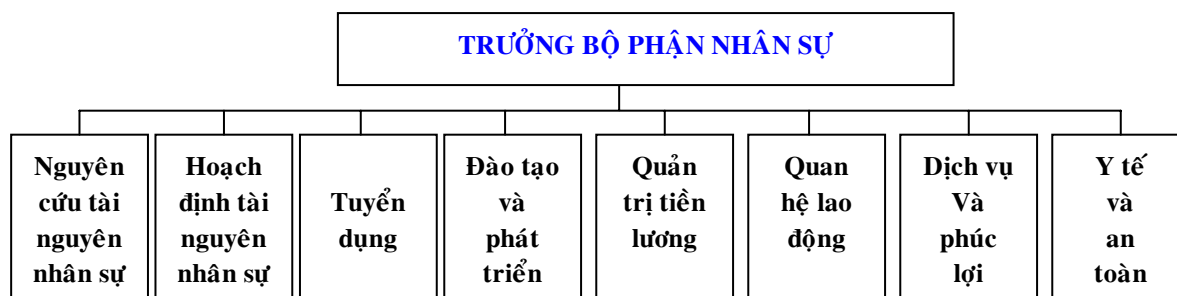 TRƯỞNG BỘ PHẬN NHÂN SỰ
Nguyên
cứu tài
nguyên
nhân sự
Hoạch
định tài
nguyên
nhân sự
Tuyển
dụng
Đào tạo
và
phát
triển
Quản
trị tiền
lương
Quan
hệ lao
động
Dịch vụ
Và
phúc
lợi
Y tế
và
an
toàn